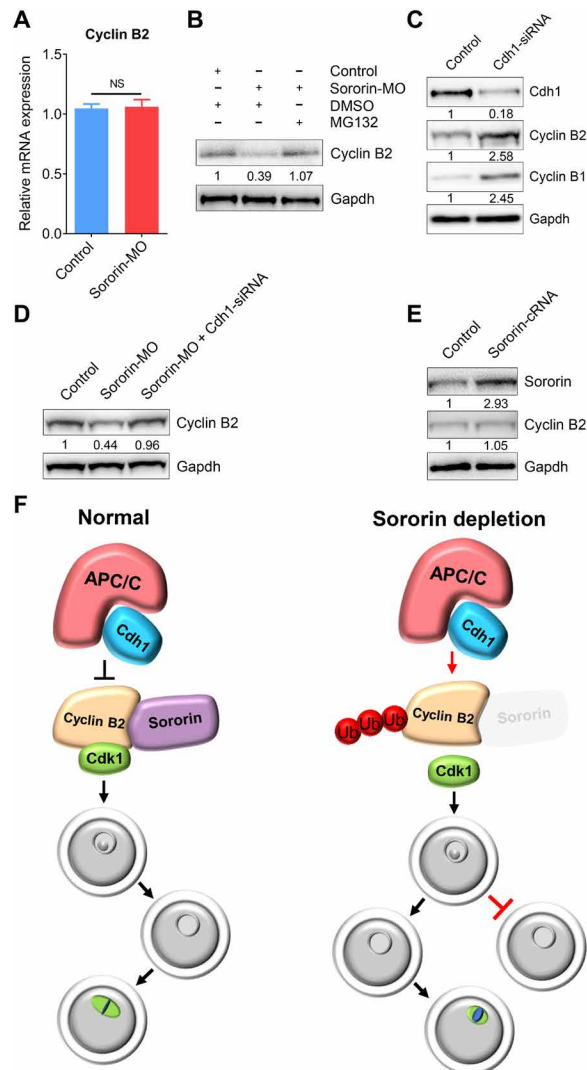 A
Cyclin B2
Relative mRNA expression
1.5
1.0
0.5
0.0
NS
Control
Sororin-MO
B
+ – – Control
– + + Sororin-MO
+ + – DMSO
– – + MG132
Cyclin B2
1 0.39 1.07
Gapdh
C
Control Cdh1-siRNA
Cdh1
1 0.18
Cyclin B2
1 2.58
Cyclin B1
1 2.45
Gapdh
D
Control Sororin-MO Sororin-MO + Cdh1-siRNA
Cyclin B2
1 0.44 0.96
Gapdh
E
Control Sororin-cRNA
Sororin
1 2.93
Cyclin B2
1 1.05
Gapdh
F
Normal
APC/C
Cdh1
Cyclin B2 Sororin
Cdk1
Sororin depletion
APC/C
Cdh1
Ub Ub Ub Cyclin B2 Sororin
Cdk1